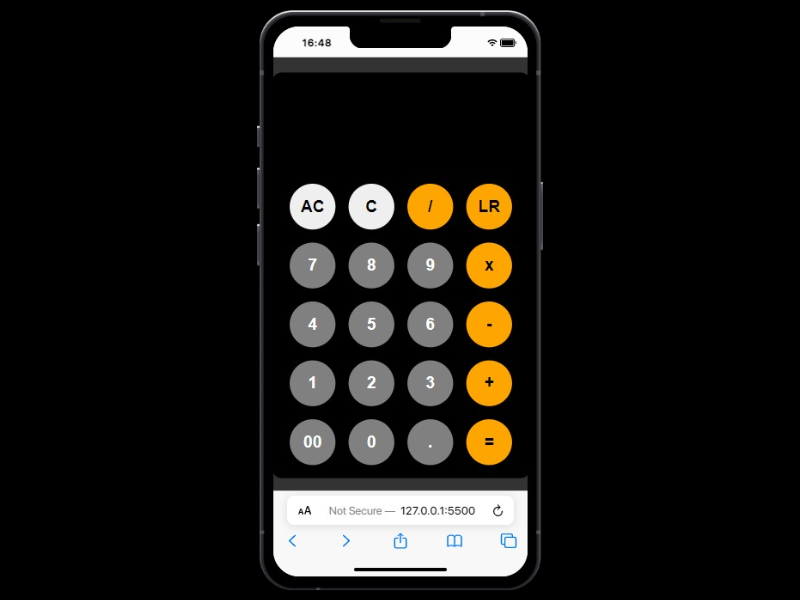 16:48
AC C / LR
7 8 9 x
4 5 6 -
1 2 3 +
00 0 . =
AA Not Secure — 127.0.0.1:5500